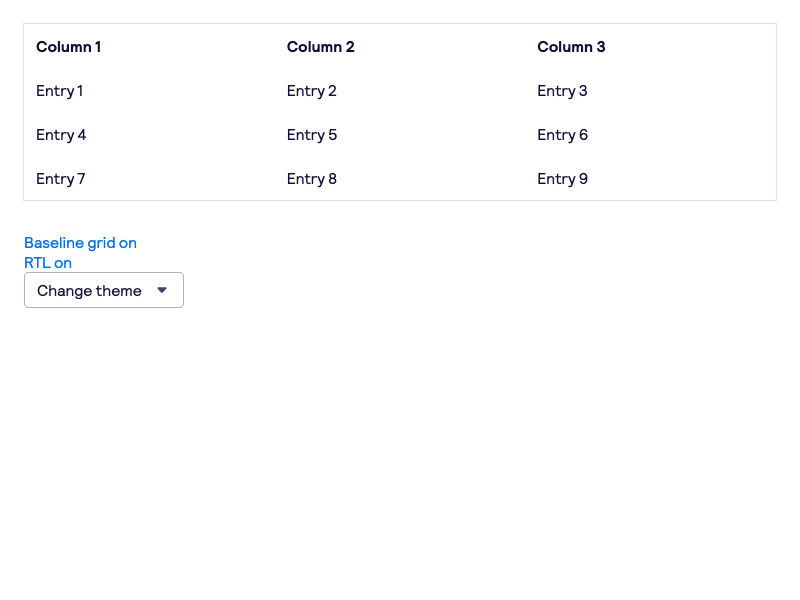 Column 1 Column 2 Column 3
Entry 1 Entry 2 Entry 3
Entry 4 Entry 5 Entry 6
Entry 7 Entry 8 Entry 9
Baseline grid on
RTL on
Change theme